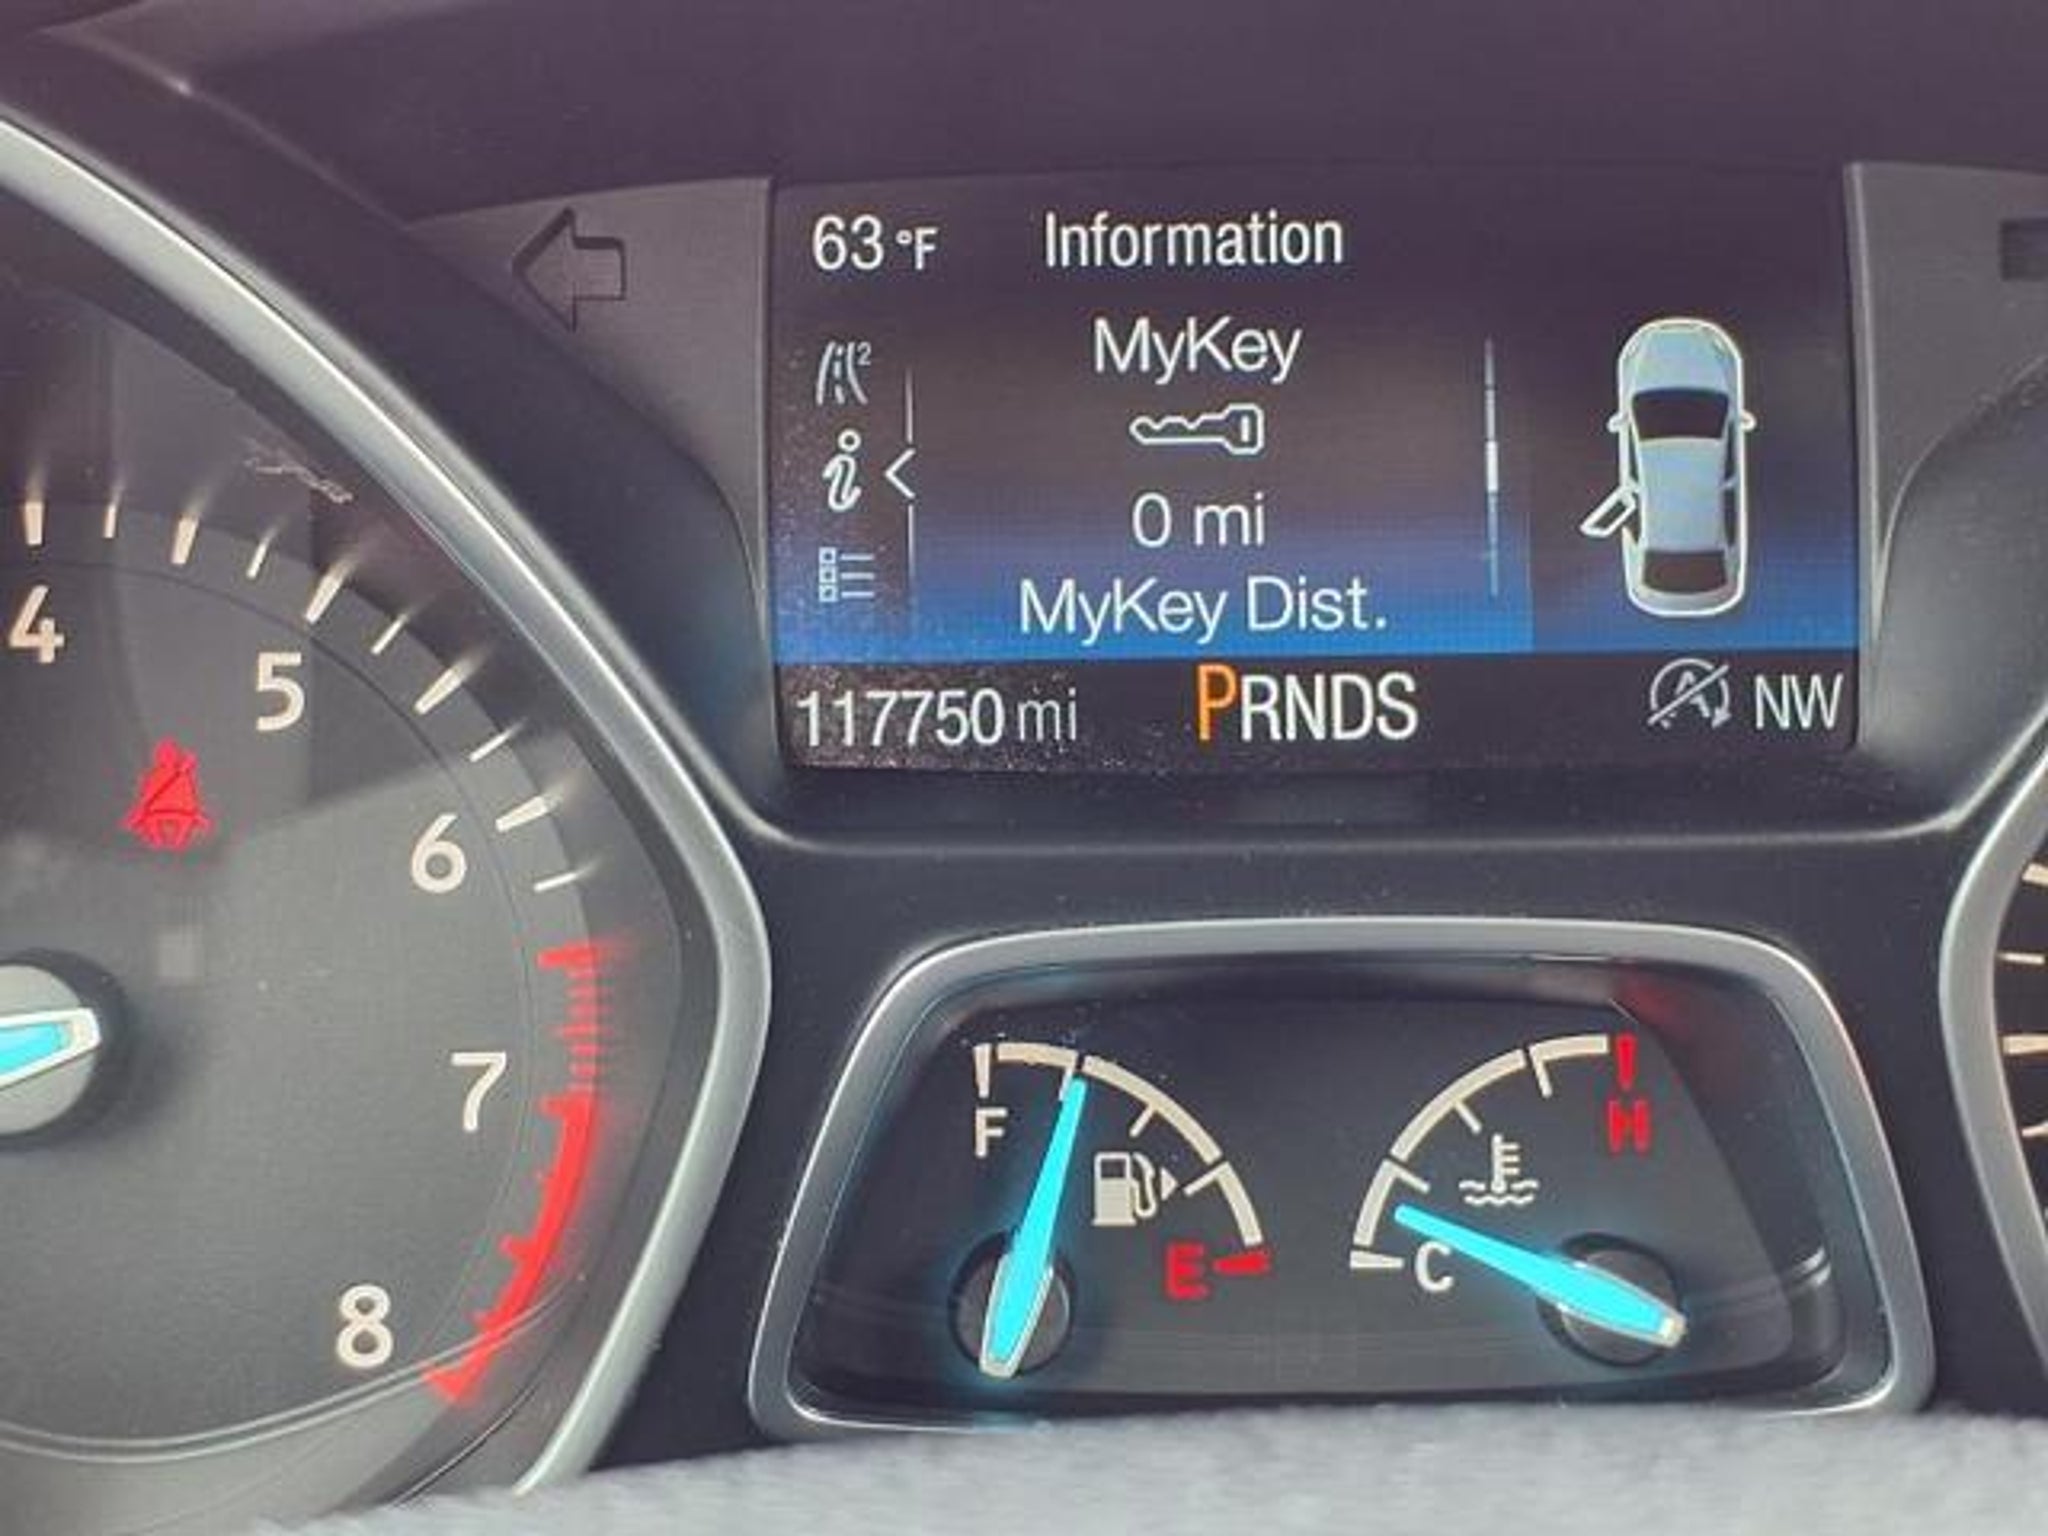 63 °F Information
MyKey
0 mi
MyKey Dist.
117750 mi PRNDS NW
4
5
6
7
8
F
E
C
H